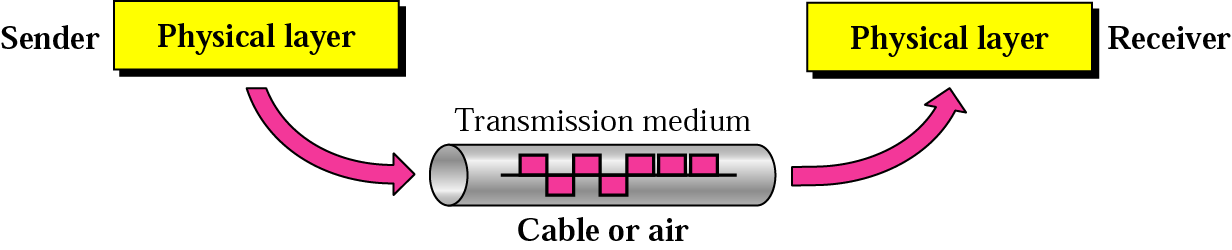 Sender
Physical layer
Physical layer
Receiver
Transmission medium
Cable or air